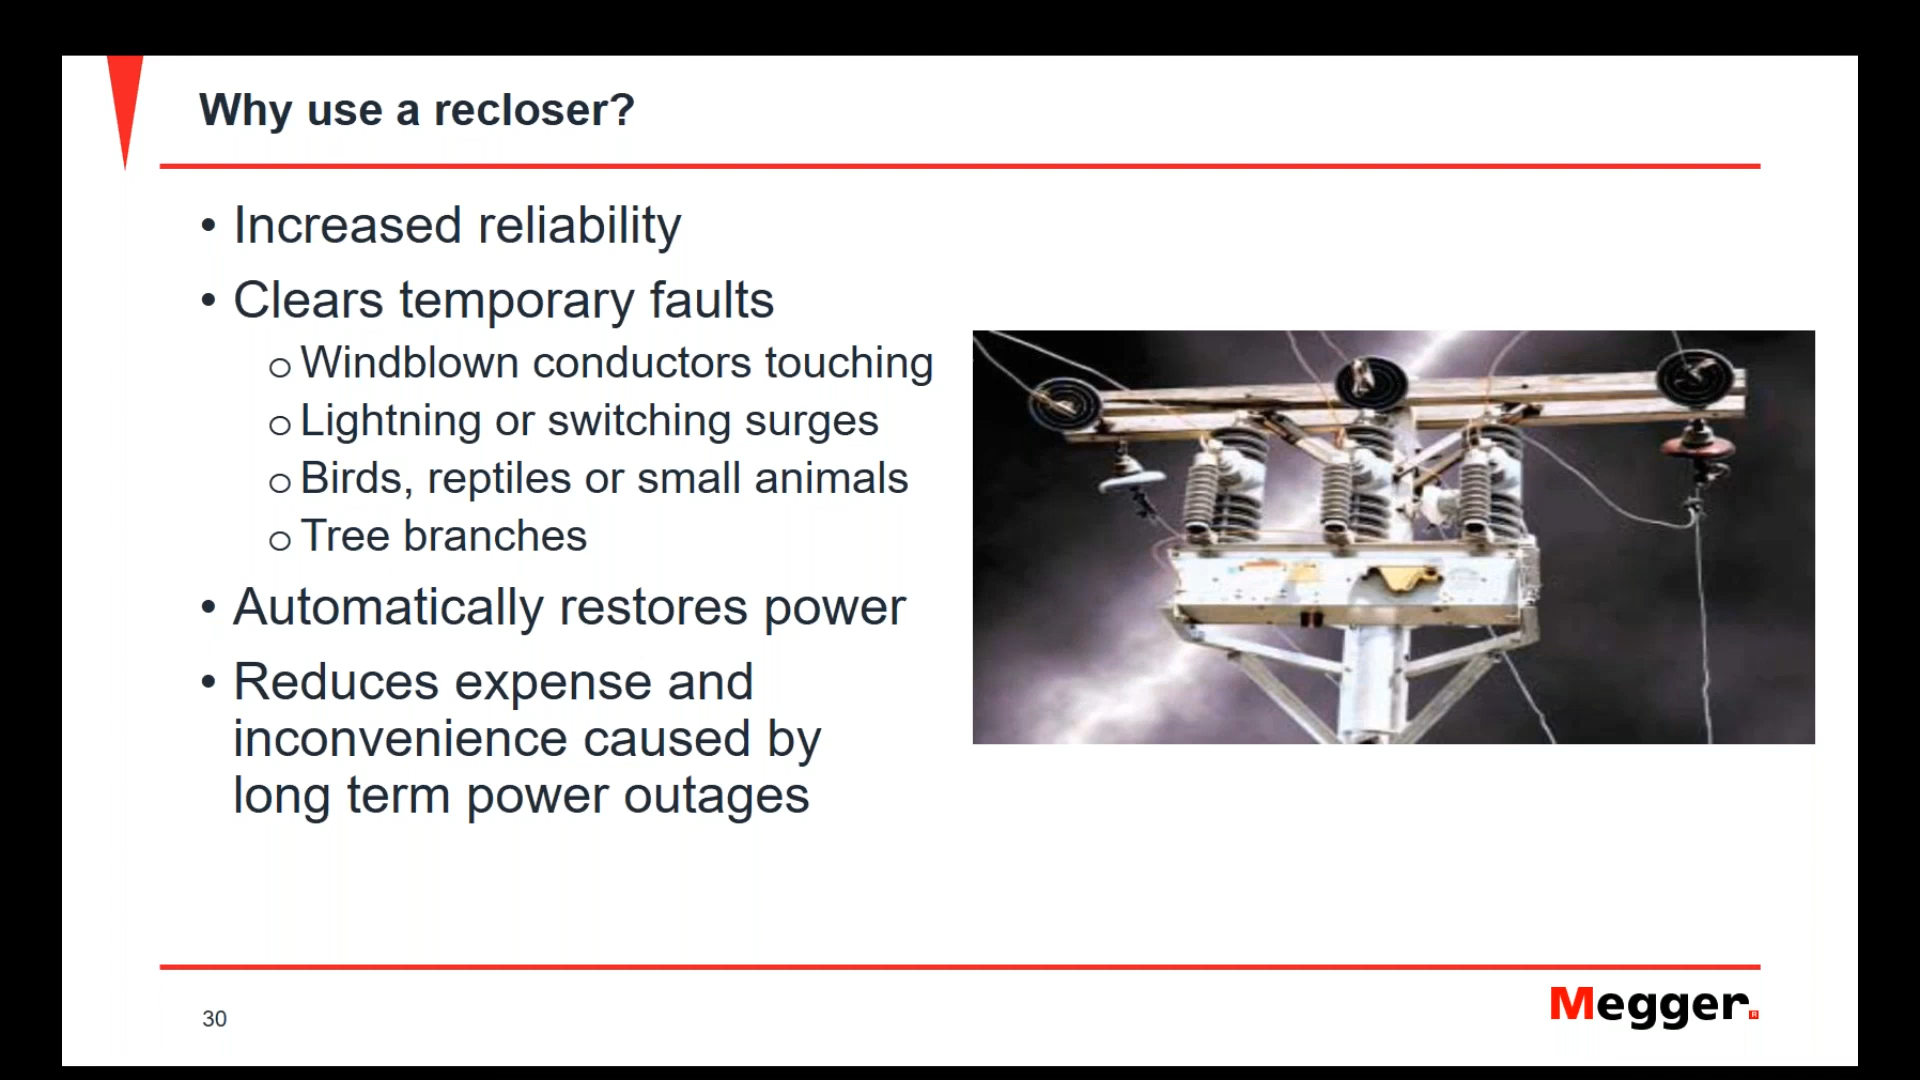 Why use a recloser?
• Increased reliability
• Clears temporary faults
o Windblown conductors touching
o Lightning or switching surges
o Birds, reptiles or small animals
o Tree branches
• Automatically restores power
• Reduces expense and
inconvenience caused by
long term power outages
30
Megger